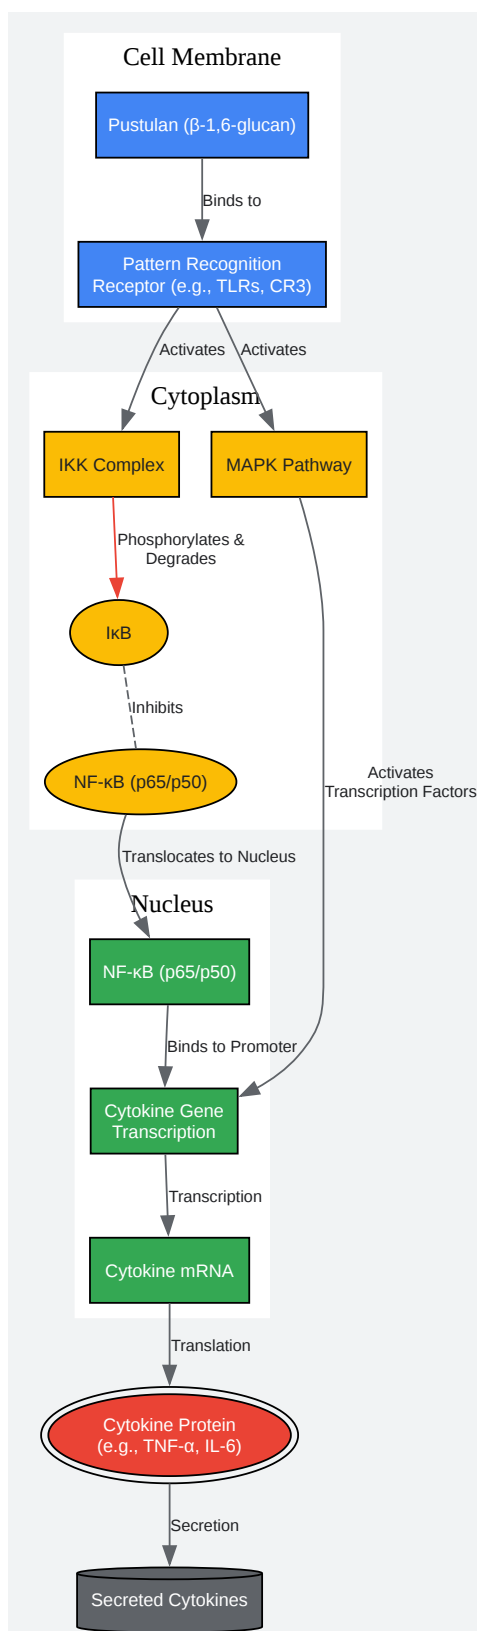 Cell Membrane
Pustulan (β-1,6-glucan)
Binds to
Pattern Recognition
Receptor (e.g., TLRs, CR3)
Activates
Activates
Cytoplasm
IKK Complex
MAPK Pathway
Phosphorylates &
Degrades
IκB
Inhibits
NF-κB (p65/p50)
Activates
Transcription Factors
Translocates to Nucleus
Nucleus
NF-κB (p65/p50)
Binds to Promoter
Cytokine Gene
Transcription
Transcription
Cytokine mRNA
Translation
Cytokine Protein
(e.g., TNF-α, IL-6)
Secretion
Secreted Cytokines